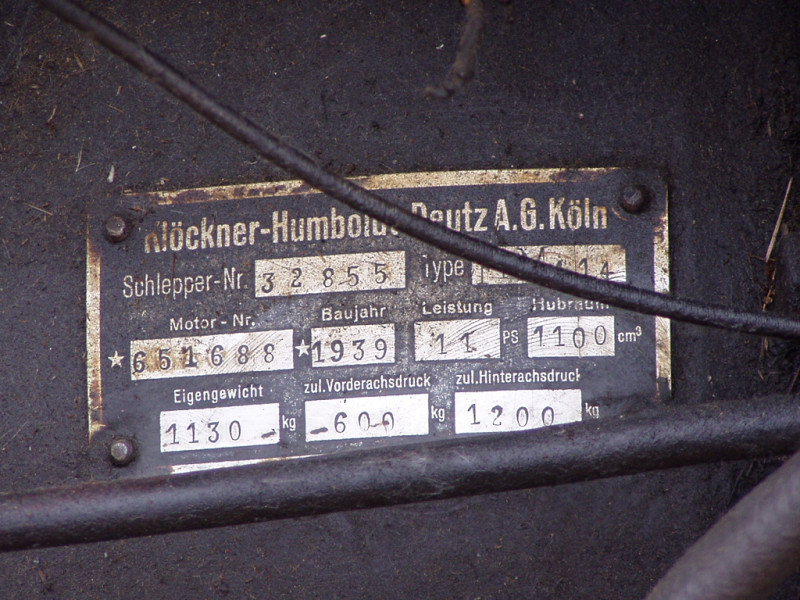 Klöckner-Humboldt-Deutz A.G. Köln
Schlepper-Nr. 32855 Type
Motor-Nr. Baujahr Leistung Hubraum
651688 1939 11 PS 1100 cm³
Eigengewicht zul.Vorderachsdruck zul.Hinterachsdruck
1130 kg 600 kg 1200 kg